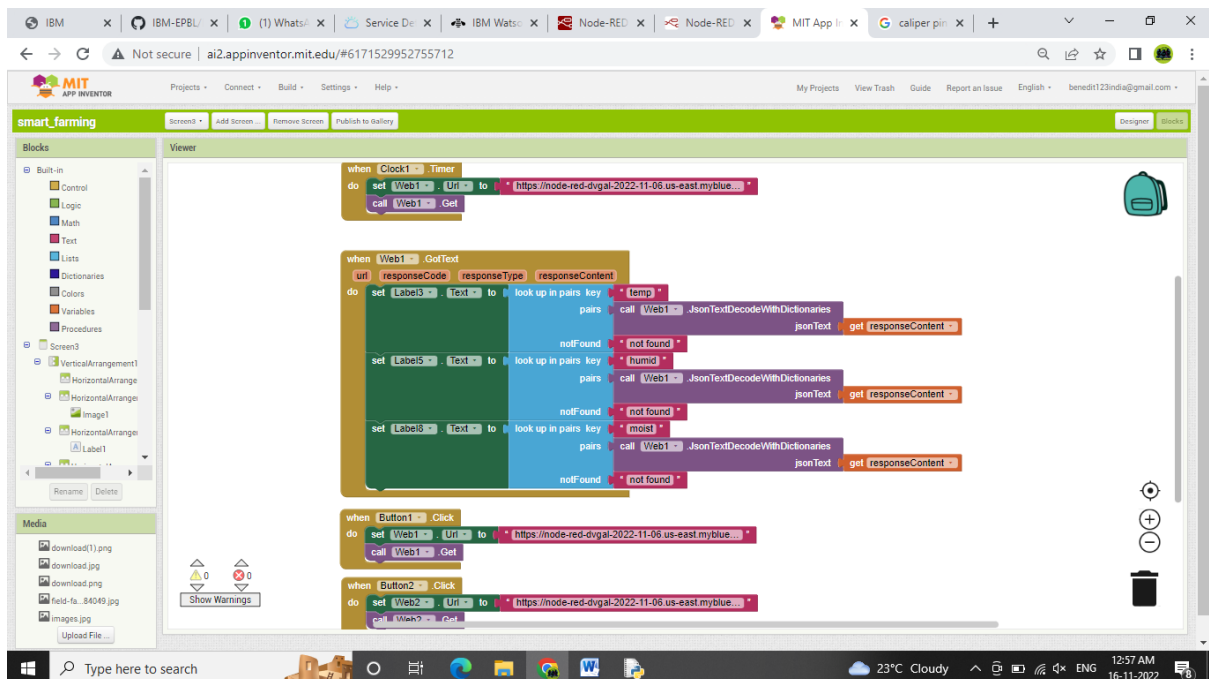 IBM
IBM-EPBL/
(1) WhatsA
Service De
IBM Watso
Node-RED
Node-RED
MIT App In
caliper pin
Not secure ai2.appinventor.mit.edu/#6171529952755712
MIT
APP INVENTOR
Projects Connect Build Settings Help
My Projects View Trash Guide Report an Issue English benedit123india@gmail.com
smart_farming
Screen3 Add Screen ... Remove Screen Publish to Gallery
Designer Blocks
Blocks
Viewer
Built-in
Control
Logic
Math
Text
Lists
Dictionaries
Colors
Variables
Procedures
Screen3
VerticalArrangement1
HorizontalArrange
HorizontalArranger
Image1
HorizontalArranger
Label1
Rename Delete
Media
download(1).png
download.jpg
download.png
field-fa...84049.jpg
images.jpg
Upload File ...
when Clock1 .Timer
do set Web1 . Url to " https://node-red-dvgal-2022-11-06.us-east.myblue... "
call Web1 .Get
when Web1 .GotText
url responseCode responseType responseContent
do set Label3 . Text to look up in pairs key " temp "
pairs call Web1 .JsonTextDecodeWithDictionaries
jsonText get responseContent
notFound " not found "
set Label5 . Text to look up in pairs key " humid "
pairs call Web1 .JsonTextDecodeWithDictionaries
jsonText get responseContent
notFound " not found "
set Label8 . Text to look up in pairs key " moist "
pairs call Web1 .JsonTextDecodeWithDictionaries
jsonText get responseContent
notFound " not found "
when Button1 .Click
do set Web1 . Url to " https://node-red-dvgal-2022-11-06.us-east.myblue... "
call Web1 .Get
when Button2 .Click
do set Web2 . Url to " https://node-red-dvgal-2022-11-06.us-east.myblue... "
call Web2 .Get
0 0
Show Warnings
Type here to search
23°C Cloudy
ENG
12:57 AM
16-11-2022
8